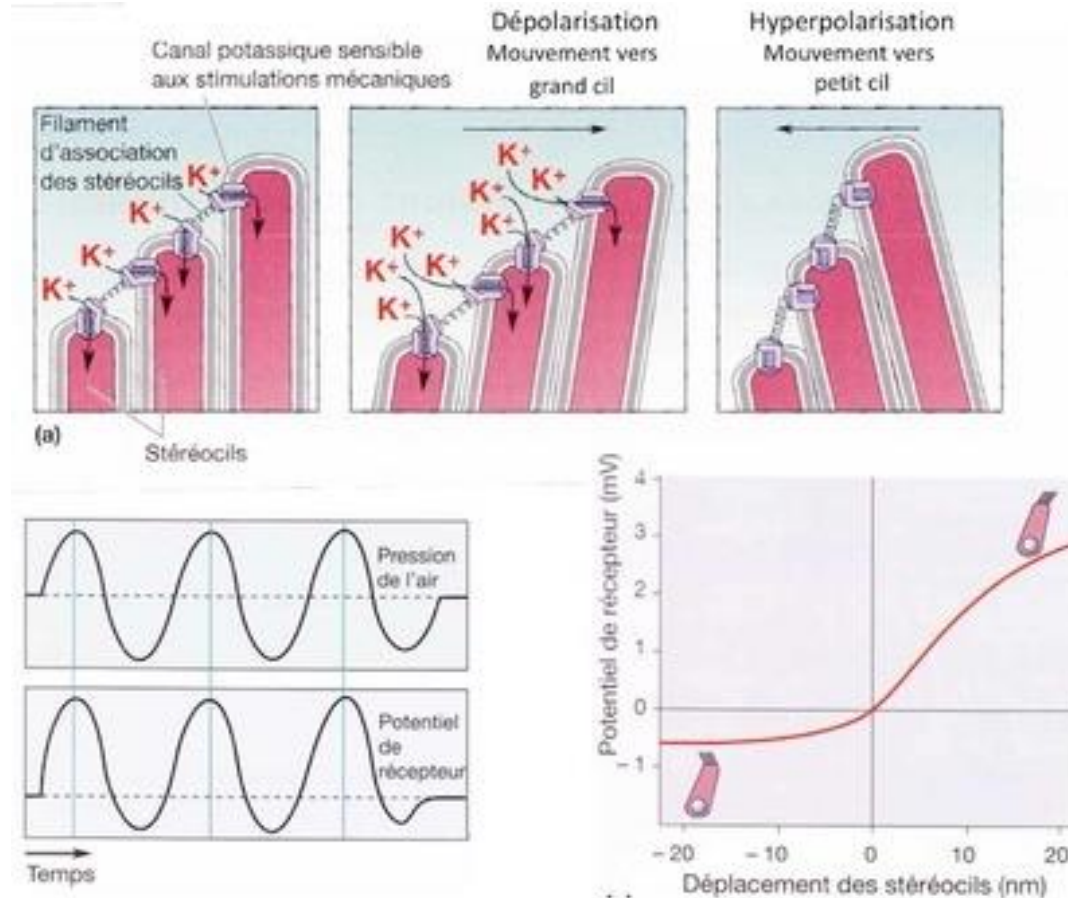 Canal potassique sensible
aux stimulations mécaniques
Dépolarisation
Mouvement vers
grand cil
Hyperpolarisation
Mouvement vers
petit cil
Filament
d'association
des stéréocils
K⁺
K⁺
K⁺
K⁺
K⁺
K⁺
K⁺
K⁺
K⁺
K⁺
K⁺
K⁺
(a)
Stéréocils
Pression
de l'air
Potentiel
de
récepteur
Temps
Potentiel de récepteur (mV)
4
3
2
1
0
- 1
- 20
- 10
0
10
20
Déplacement des stéréocils (nm)